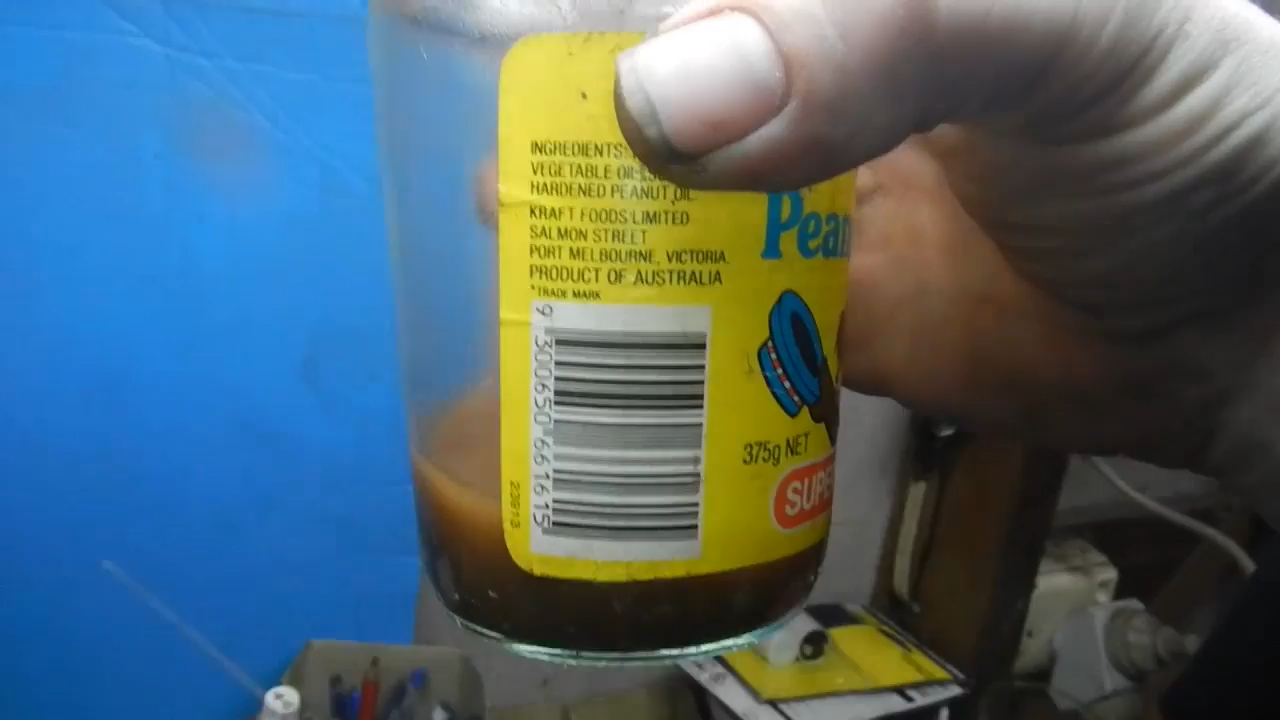 INGREDIENTS:
VEGETABLE OIL
HARDENED PEANUT OIL
KRAFT FOODS LIMITED
SALMON STREET
PORT MELBOURNE, VICTORIA.
PRODUCT OF AUSTRALIA
*TRADE MARK
9 300650 661615
23913
Pean
375g NET
SUPE